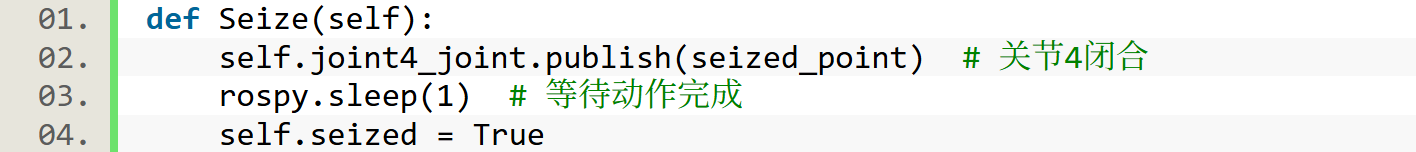 01. def Seize(self):
02.     self.joint4_joint.publish(seized_point)  # 关节4闭合
03.     rospy.sleep(1)  # 等待动作完成
04.     self.seized = True